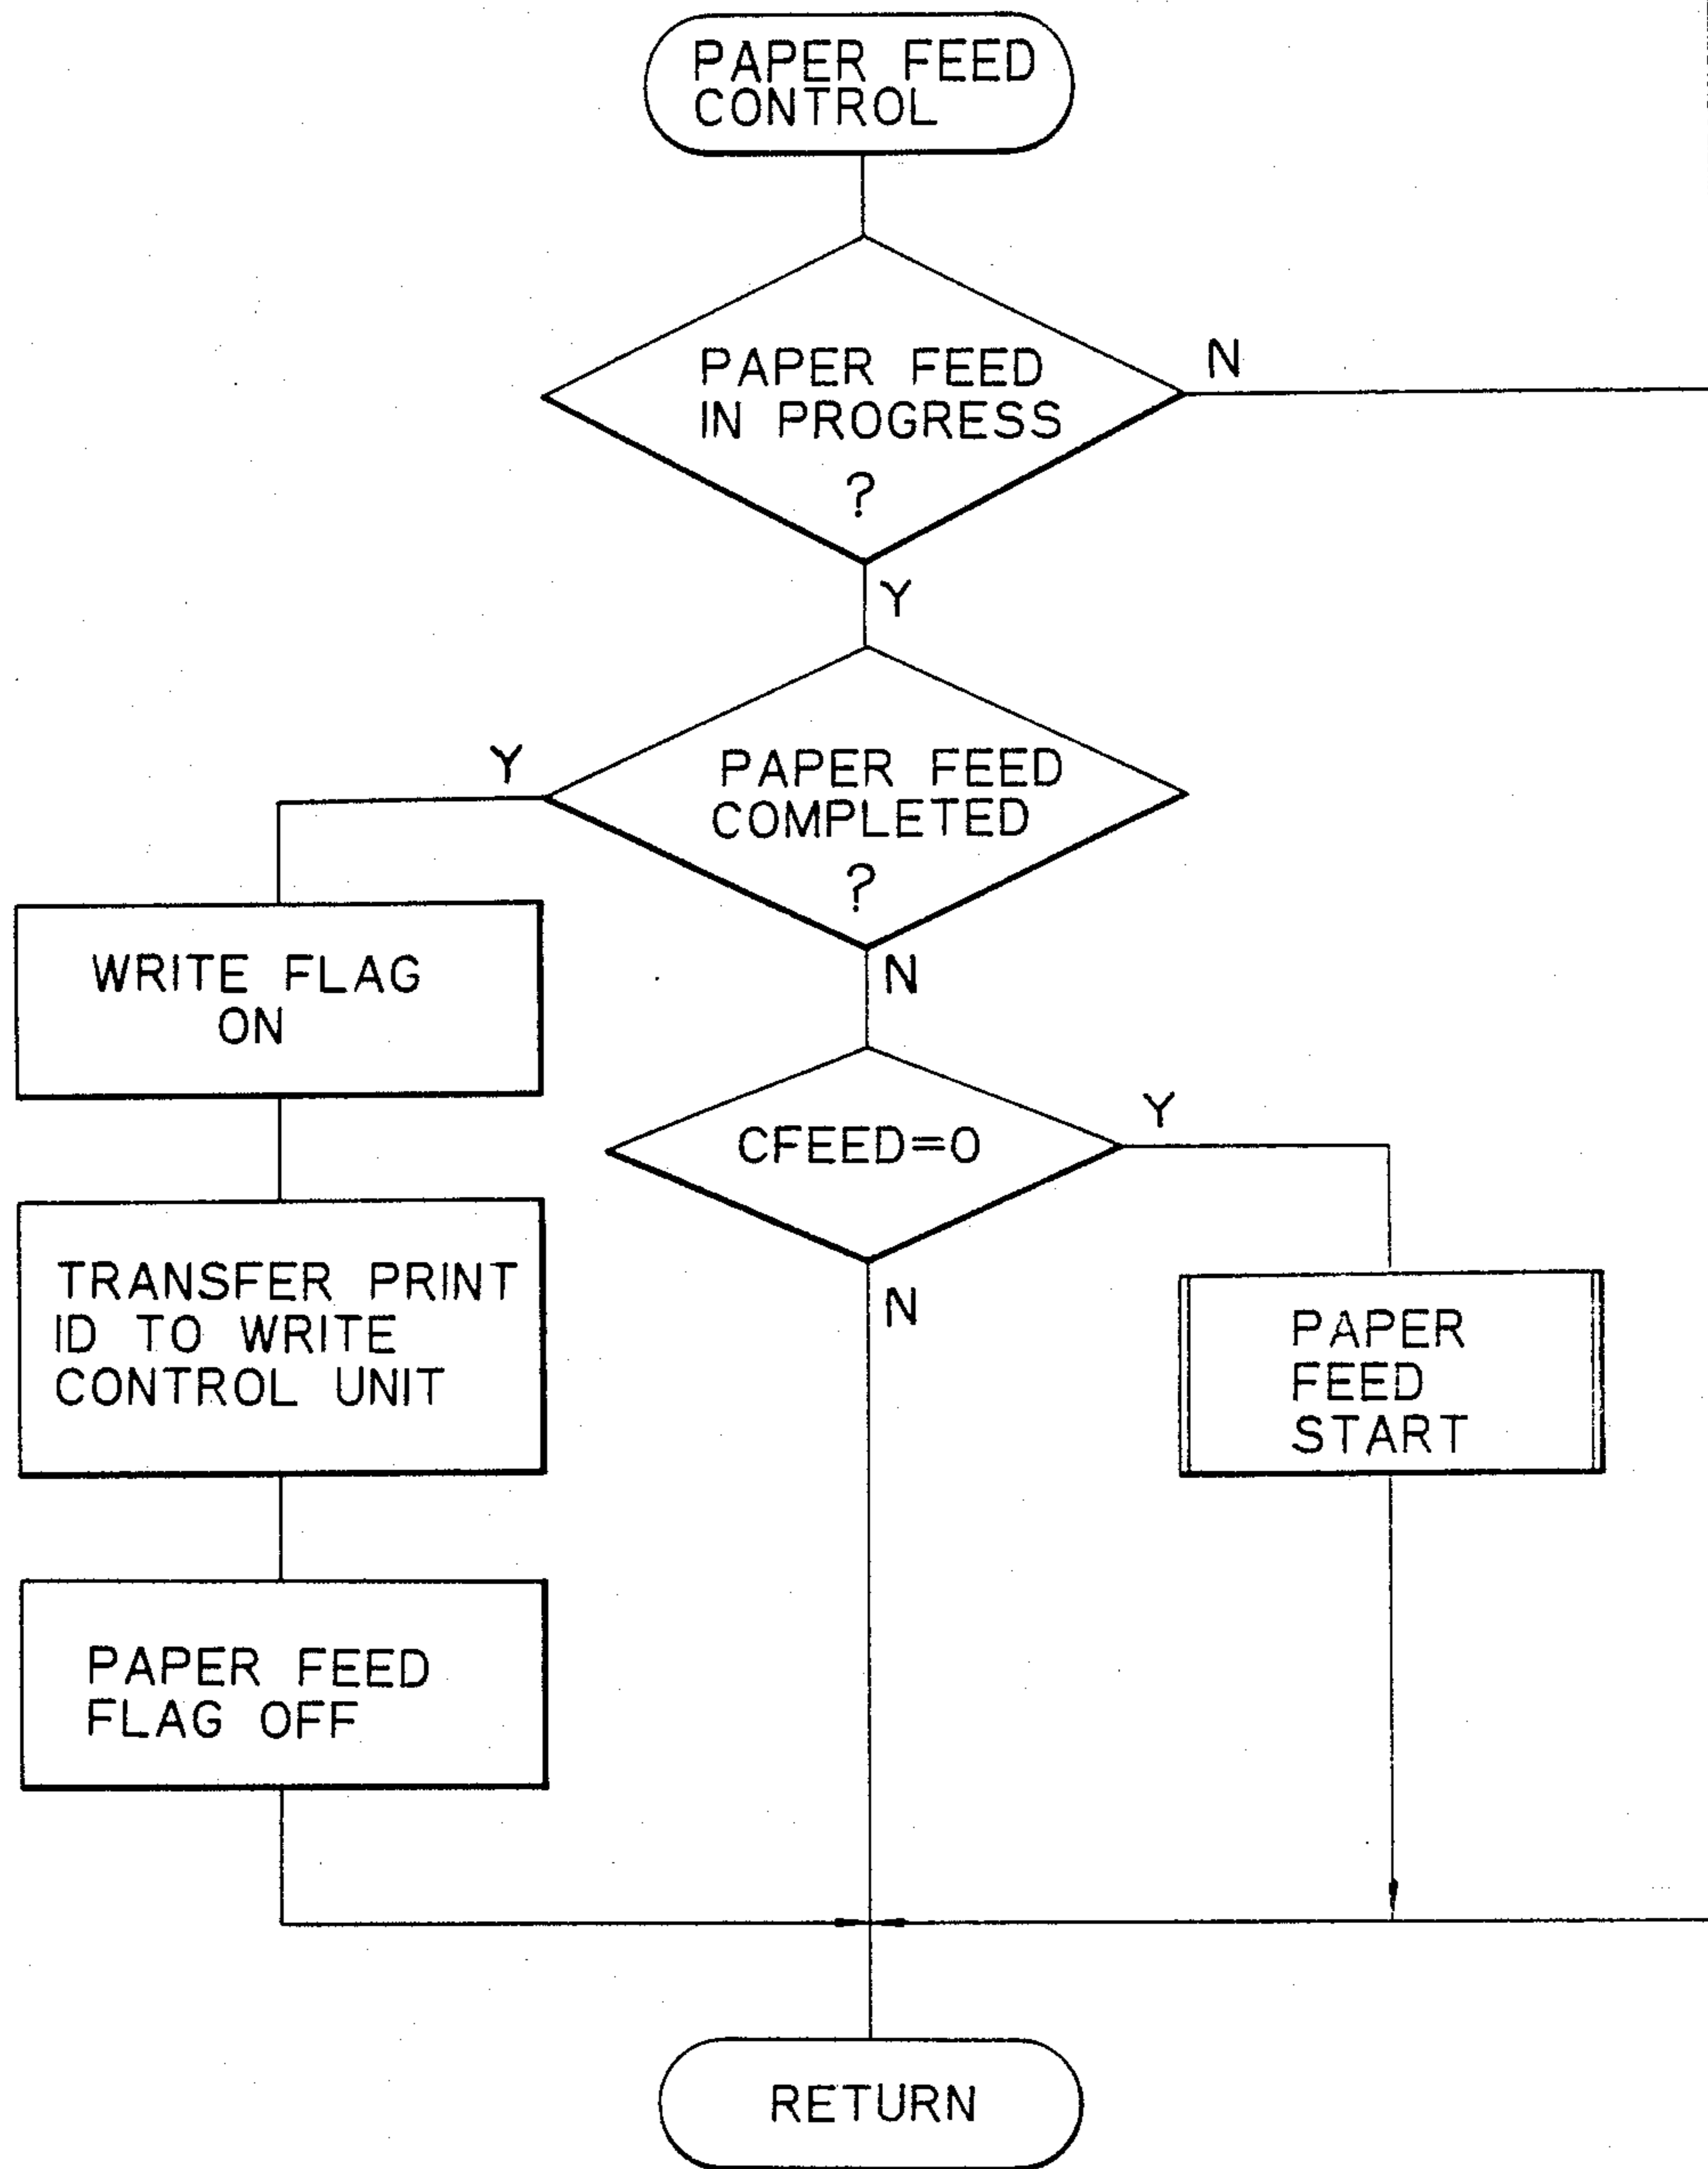 PAPER FEED
CONTROL
PAPER FEED
IN PROGRESS
?
N
Y
PAPER FEED
COMPLETED
?
Y
N
WRITE FLAG
ON
CFEED=0
Y
N
TRANSFER PRINT
ID TO WRITE
CONTROL UNIT
PAPER
FEED
START
PAPER FEED
FLAG OFF
RETURN